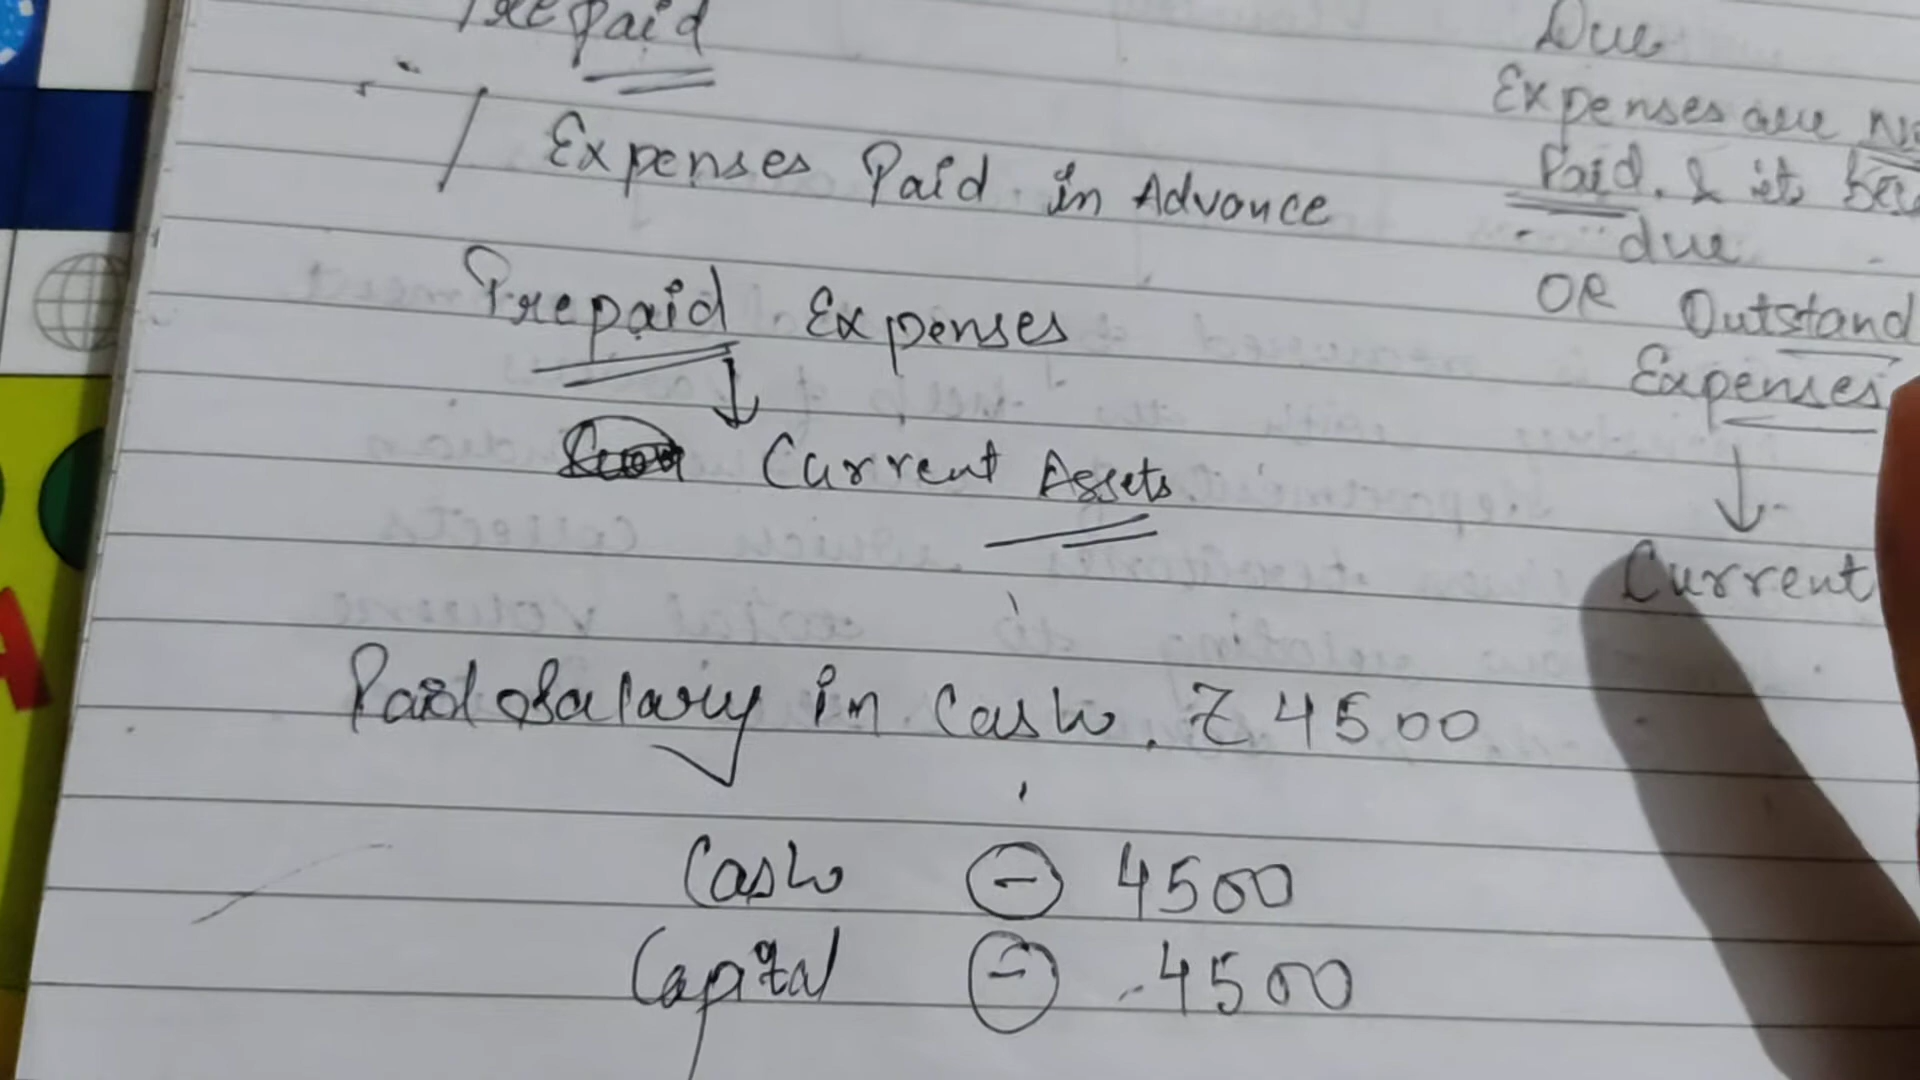 Prepaid
Expenses Paid in Advance
Prepaid Expenses
Current Assets.
Due
Expenses are
Paid. & it
due
OR Outstand
Expenses
Current
Paid Salary in Cash. ₹ 4500
Cash - 4500
Capital - 4500